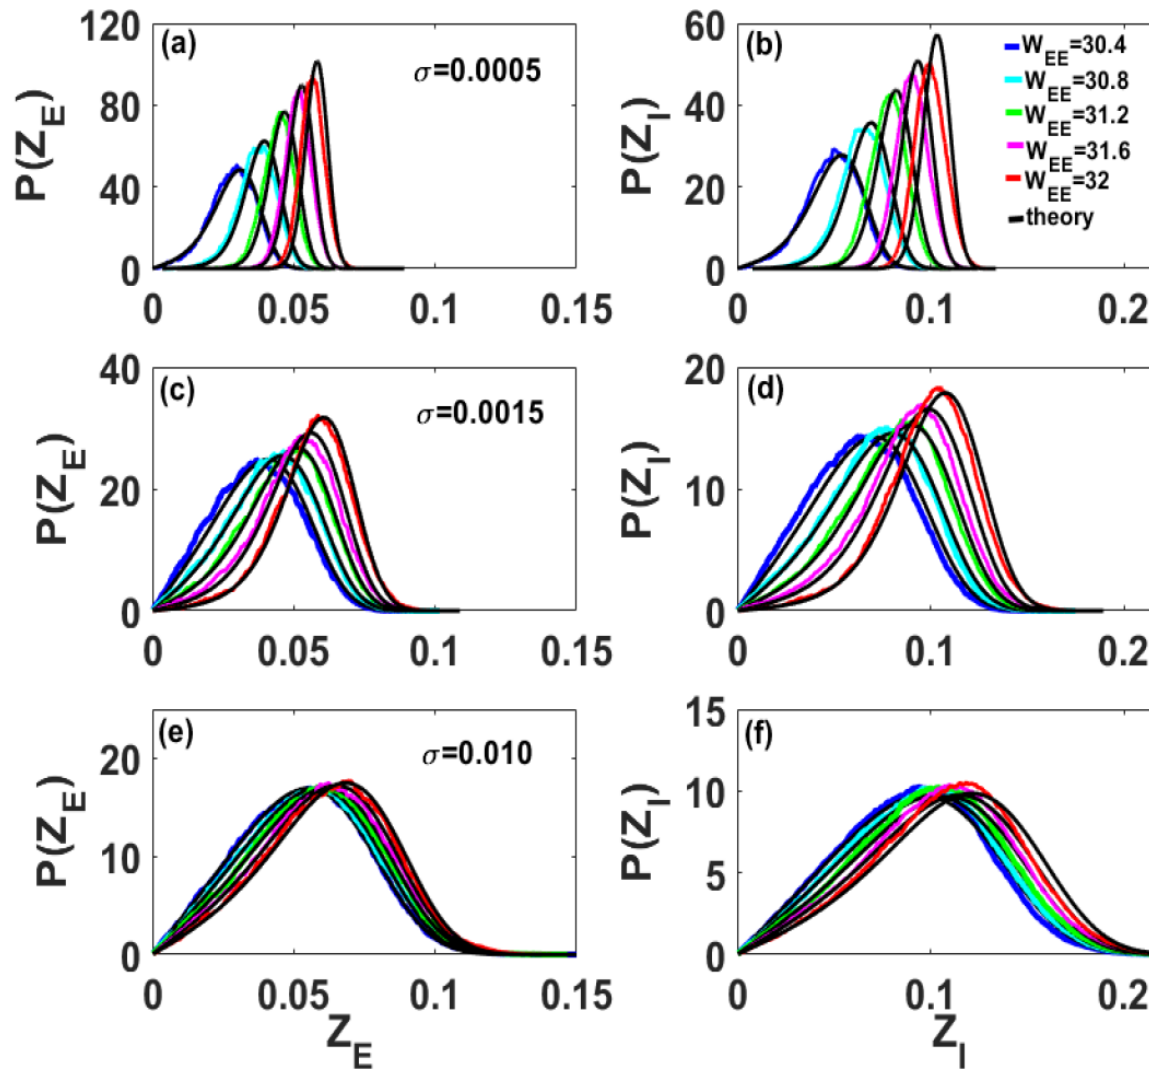 (a)
σ=0.0005
P(Z_E)
120
80
40
0
0 0.05 0.1 0.15
(b)
W_EE=30.4
W_EE=30.8
W_EE=31.2
W_EE=31.6
W_EE=32
theory
P(Z_I)
60
40
20
0
0 0.1 0.2
(c)
σ=0.0015
P(Z_E)
40
20
0
0 0.05 0.1 0.15
(d)
P(Z_I)
20
10
0
0 0.1 0.2
(e)
σ=0.010
P(Z_E)
20
10
0
0 0.05 0.1 0.15
Z_E
(f)
P(Z_I)
15
10
5
0
0 0.1 0.2
Z_I